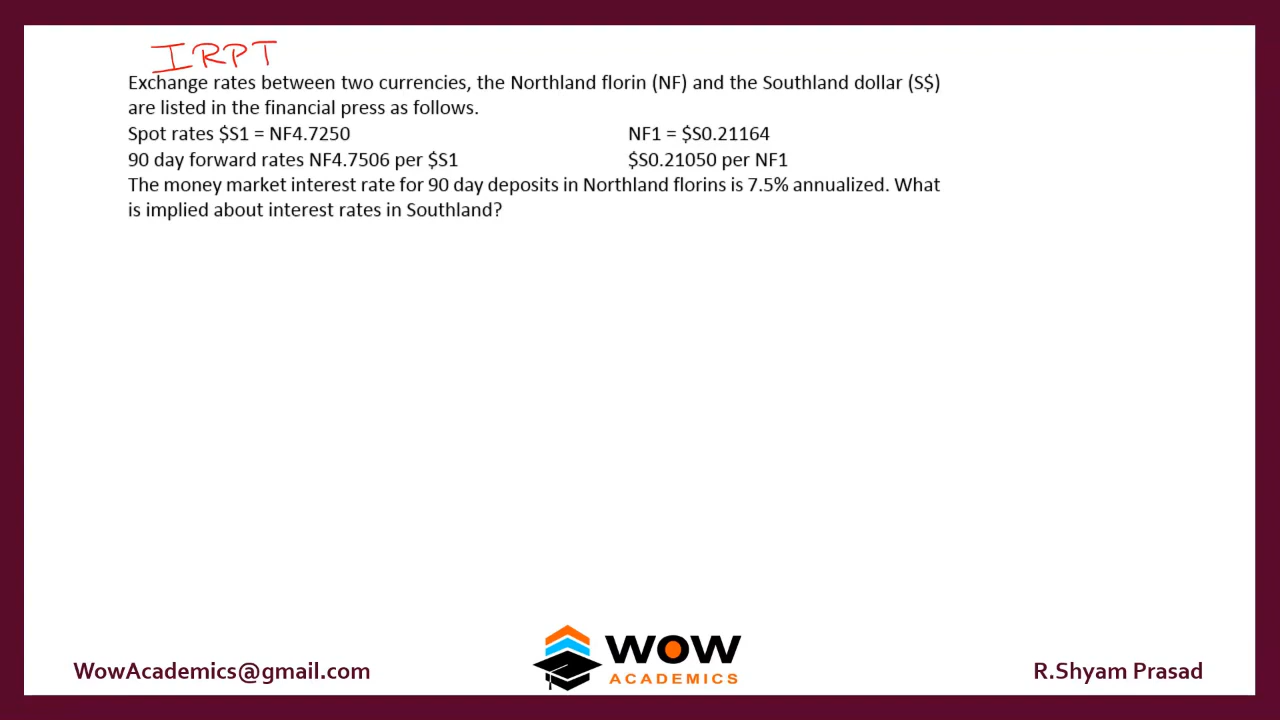 IRPT
Exchange rates between two currencies, the Northland florin (NF) and the Southland dollar (S$)
are listed in the financial press as follows.
Spot rates $S1 = NF4.7250 NF1 = $S0.21164
90 day forward rates NF4.7506 per $S1 $S0.21050 per NF1
The money market interest rate for 90 day deposits in Northland florins is 7.5% annualized. What
is implied about interest rates in Southland?
WOW
ACADEMICS
WowAcademics@gmail.com
R.Shyam Prasad